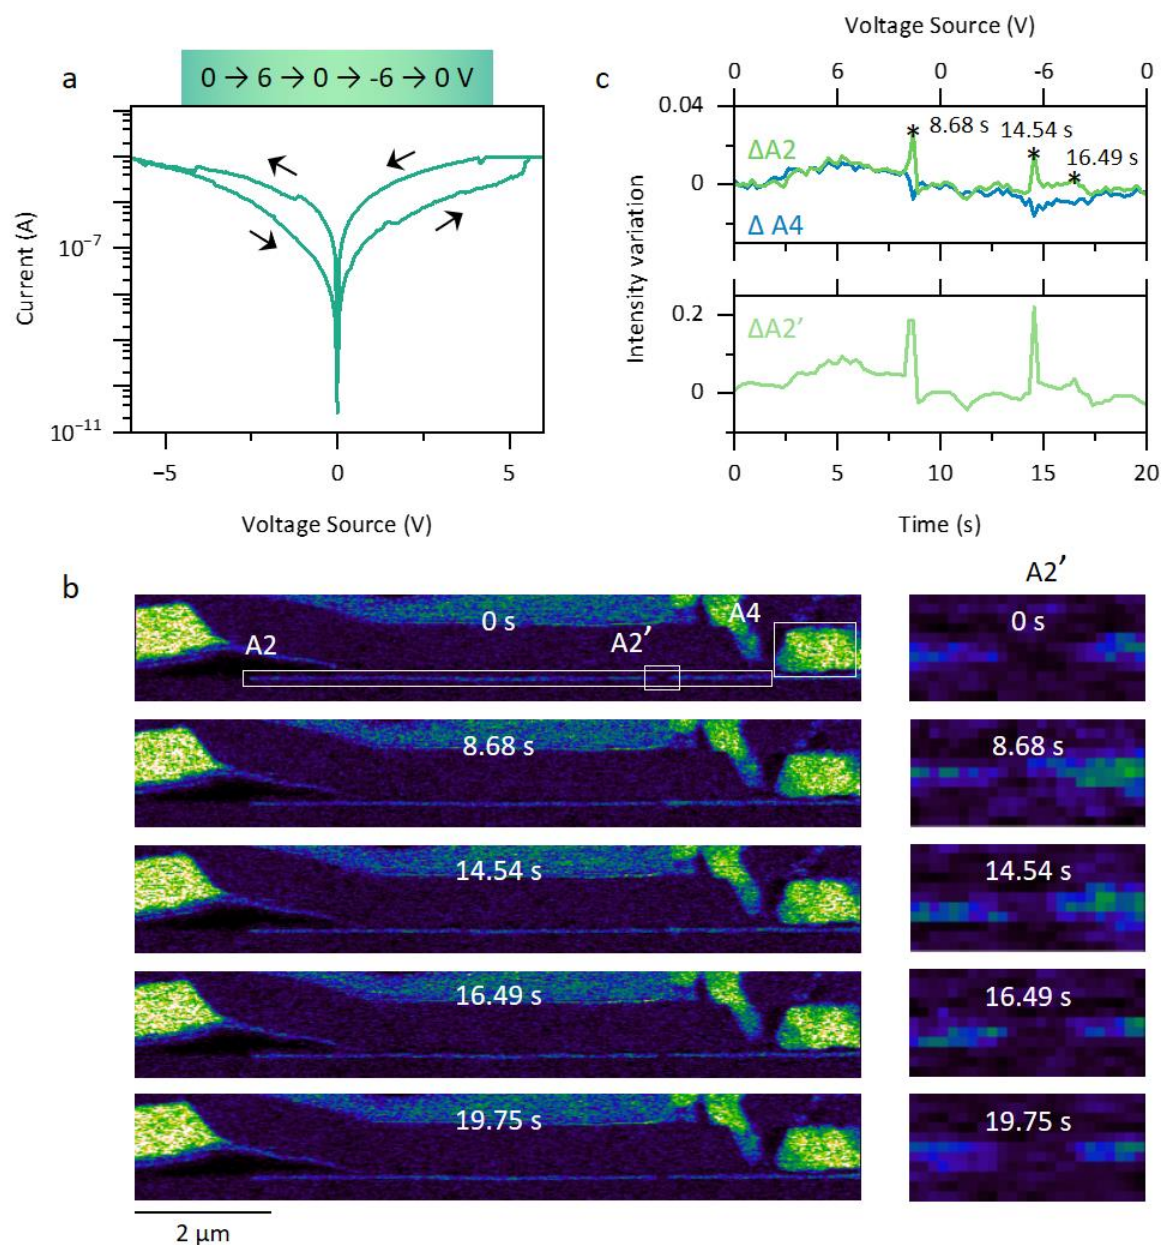 a
0 → 6 → 0 → -6 → 0 V
Current (A)
10⁻⁷
10⁻¹¹
−5
0
5
Voltage Source (V)
c
Voltage Source (V)
0
6
0
-6
0
0.04
0
ΔA2
Δ A4
8.68 s
14.54 s
16.49 s
* * *
Intensity variation
0.2
0
ΔA2’
0
5
10
15
20
Time (s)
b
A2’
A2
0 s
A2’
A4
0 s
8.68 s
8.68 s
14.54 s
14.54 s
16.49 s
16.49 s
19.75 s
19.75 s
2 µm